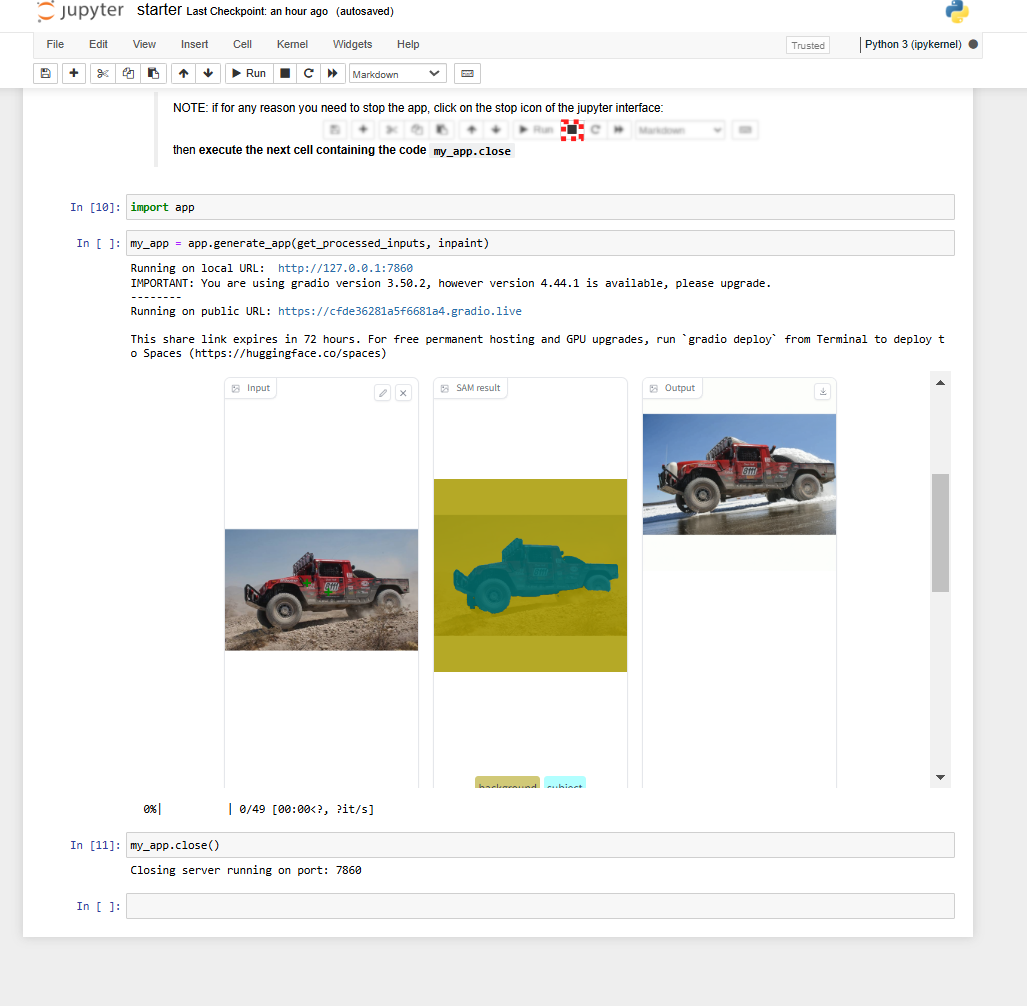 jupyter starter Last Checkpoint: an hour ago (autosaved)
File Edit View Insert Cell Kernel Widgets Help Trusted Python 3 (ipykernel)
Run Markdown
NOTE: if for any reason you need to stop the app, click on the stop icon of the jupyter interface:
Run Markdown
then execute the next cell containing the code my_app.close
In [10]: import app
In [ ]: my_app = app.generate_app(get_processed_inputs, inpaint)
Running on local URL:  http://127.0.0.1:7860
IMPORTANT: You are using gradio version 3.50.2, however version 4.44.1 is available, please upgrade.
--------
Running on public URL: https://cfde36281a5f6681a4.gradio.live
This share link expires in 72 hours. For free permanent hosting and GPU upgrades, run `gradio deploy` from Terminal to deploy t
o Spaces (https://huggingface.co/spaces)
Input SAM result Output
background subject
0%| | 0/49 [00:00<?, ?it/s]
In [11]: my_app.close()
Closing server running on port: 7860
In [ ]: